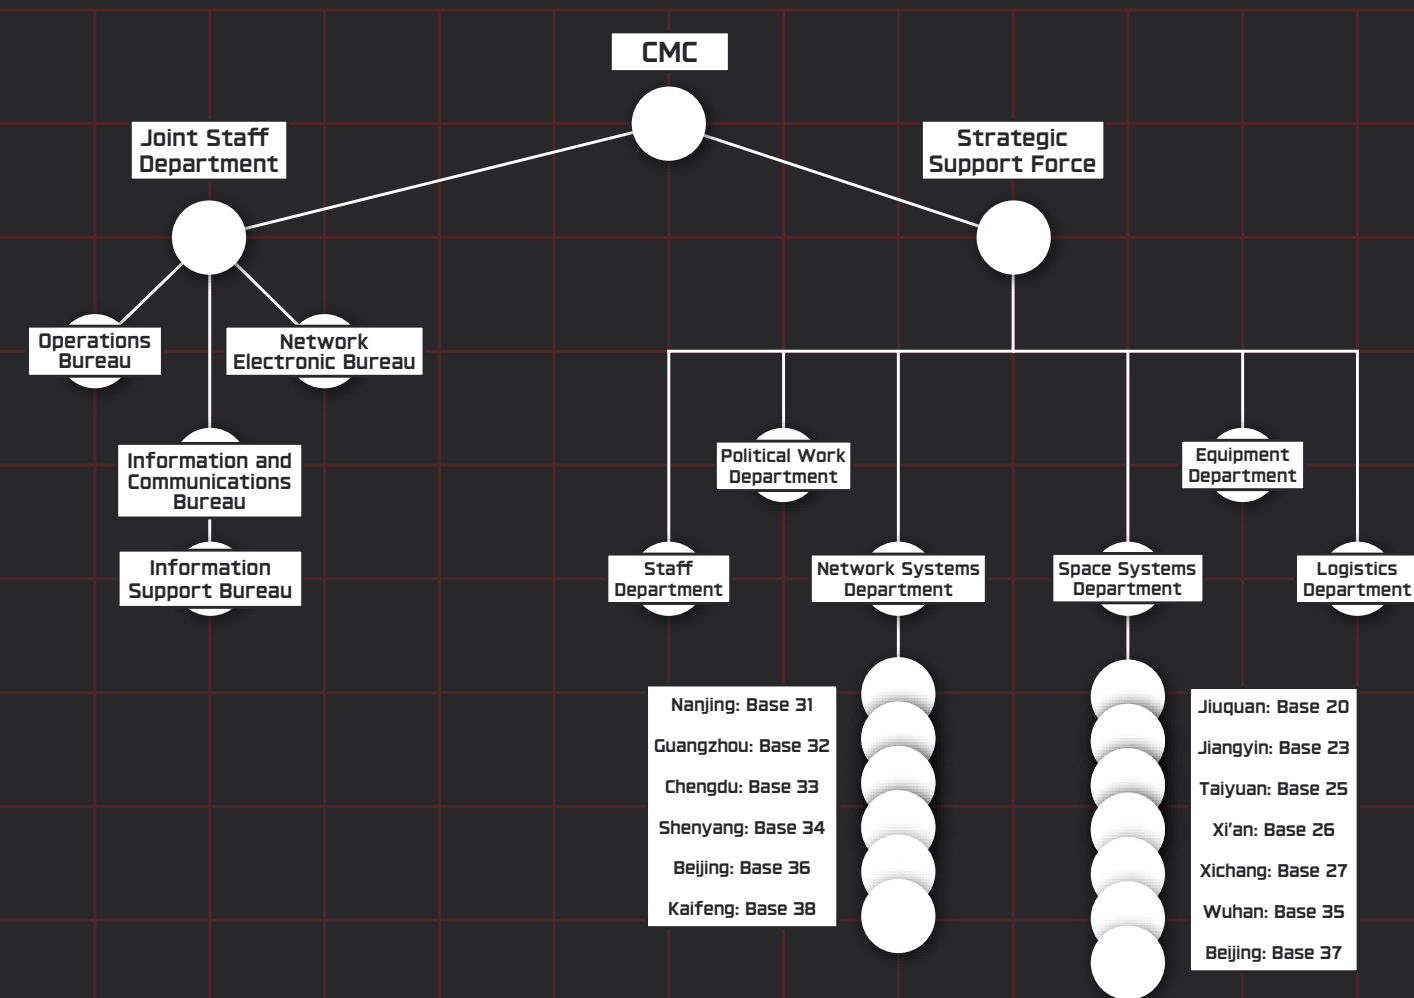 CMC
Joint Staff
Department
Strategic
Support Force
Operations
Bureau
Network
Electronic Bureau
Information and
Communications
Bureau
Information
Support Bureau
Political Work
Department
Equipment
Department
Staff
Department
Network Systems
Department
Space Systems
Department
Logistics
Department
Nanjing: Base 31
Guangzhou: Base 32
Chengdu: Base 33
Shenyang: Base 34
Beijing: Base 36
Kaifeng: Base 38
Jiuquan: Base 20
Jiangyin: Base 23
Taiyuan: Base 25
Xi'an: Base 26
Xichang: Base 27
Wuhan: Base 35
Beijing: Base 37